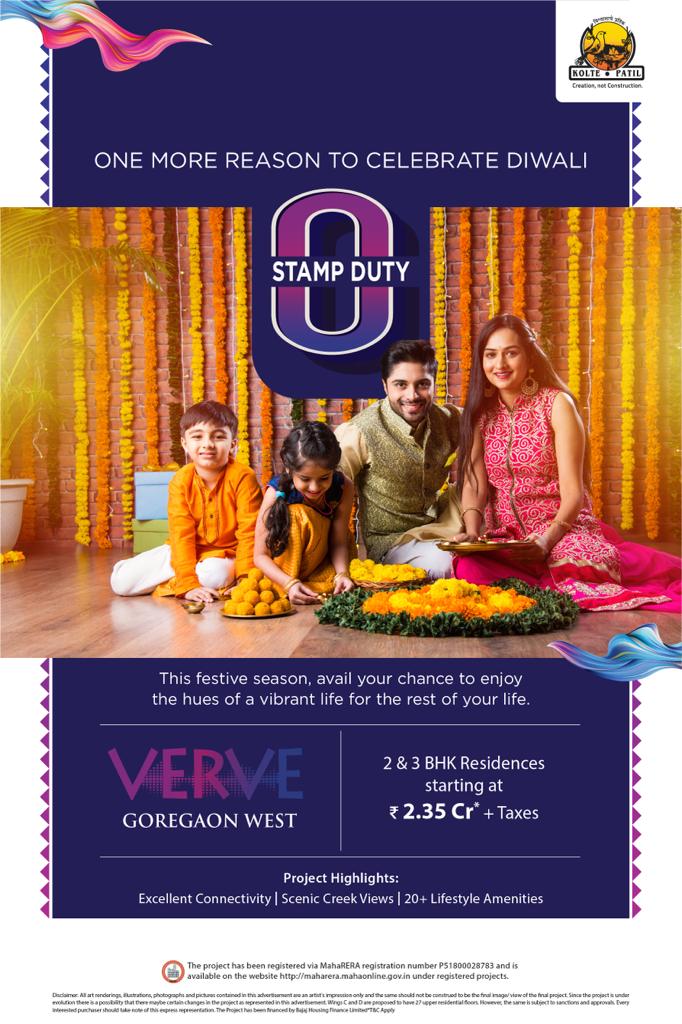 विश्वासाचं प्रतिक
KOLTE • PATIL
Creation, not Construction.
ONE MORE REASON TO CELEBRATE DIWALI
0
STAMP DUTY
This festive season, avail your chance to enjoy
the hues of a vibrant life for the rest of your life.
VERVE
GOREGAON WEST
2 & 3 BHK Residences
starting at
₹ 2.35 Cr* + Taxes
Project Highlights:
Excellent Connectivity | Scenic Creek Views | 20+ Lifestyle Amenities
The project has been registered via MahaRERA registration number P51800028783 and is
available on the website http://maharera.mahaonline.gov.in under registered projects.
Disclaimer: All art renderings, illustrations, photographs and pictures contained in this advertisement are an artist's impression only and the same should not be construed to be the final image/ view of the final project. Since the project is under
evolution there is a possibility that there maybe certain changes in the project as represented in this advertisement. Wings C and D are proposed to have 27 upper residential floors. However, the same is subject to sanctions and approvals. Every
interested purchaser should take note of this express representation. The Project has been financed by Bajaj Housing Finance Limited*T&C Apply